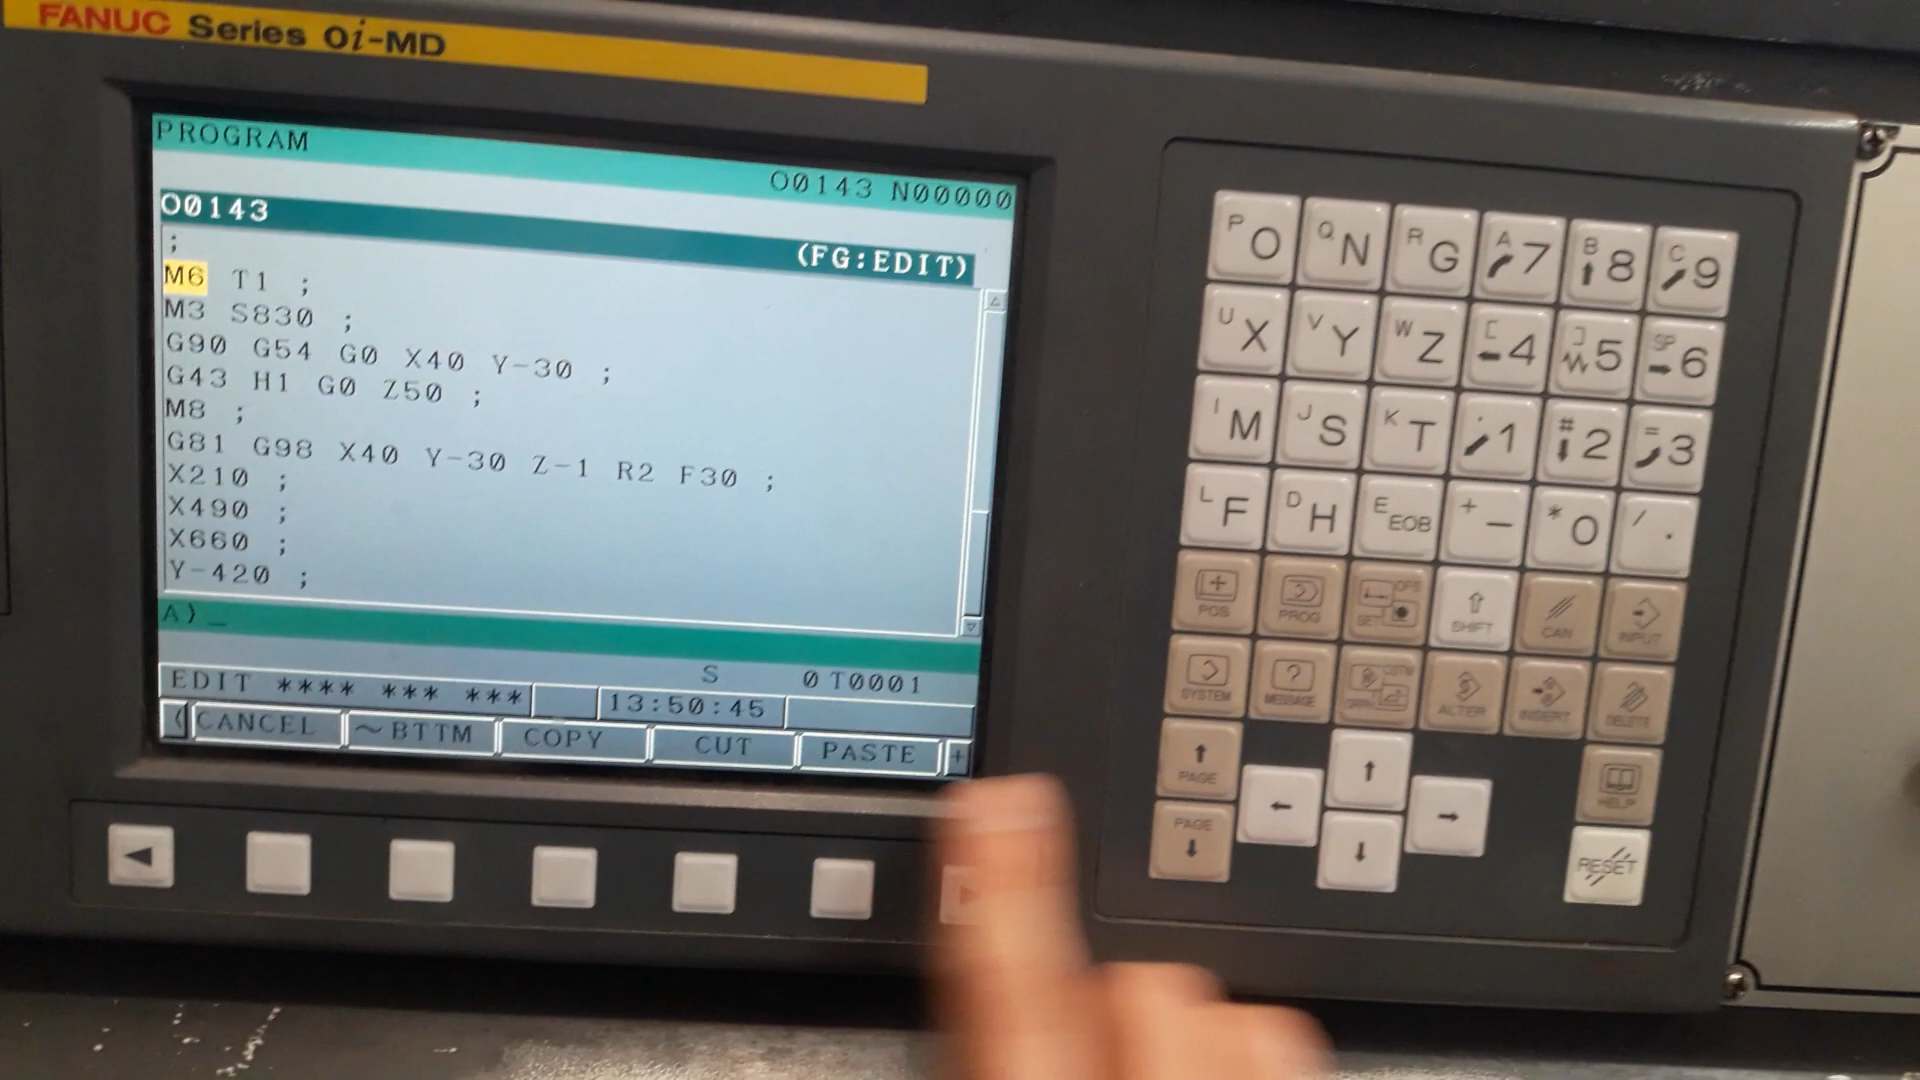 FANUC Series 0i-MD
PROGRAM
O0143 N00000
O0143
(FG:EDIT)
;
M6 T1 ;
M3 S830 ;
G90 G54 G0 X40 Y-30 ;
G43 H1 G0 Z50 ;
M8 ;
G81 G98 X40 Y-30 Z-1 R2 F30 ;
X210 ;
X490 ;
X660 ;
Y-420 ;
A)_
S 0 T0001
EDIT **** *** ***
13:50:45
( CANCEL ~BTTM COPY CUT PASTE +
P O Q N R G A 7 B 8 C 9
U X V Y W Z [ 4 ] 5 SP 6
I M J S K T , 1 # 2 = 3
L F D H E EOB + - * 0 / .
POS PROG OFS SET SHIFT CAN INPUT
SYSTEM MESSAGE CSTM GRPH ALTER INSERT DELETE
PAGE
HELP
PAGE
RESET